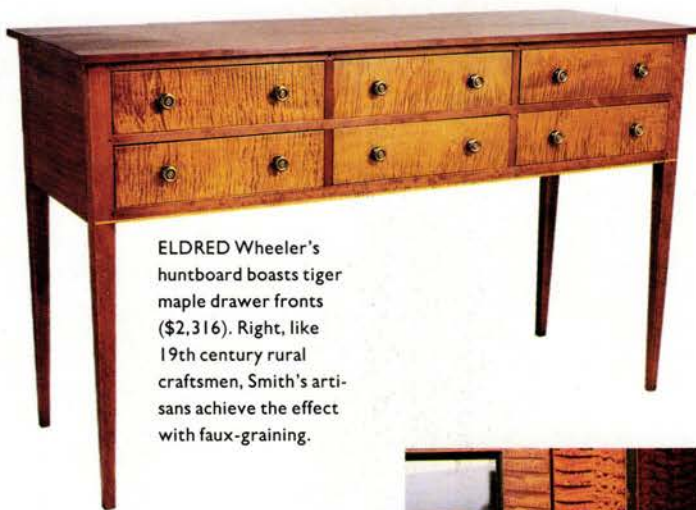 ELDRED Wheeler's
huntboard boasts tiger
maple drawer fronts
($2,316). Right, like
19th century rural
craftsmen, Smith's arti-
sans achieve the effect
with faux-graining.